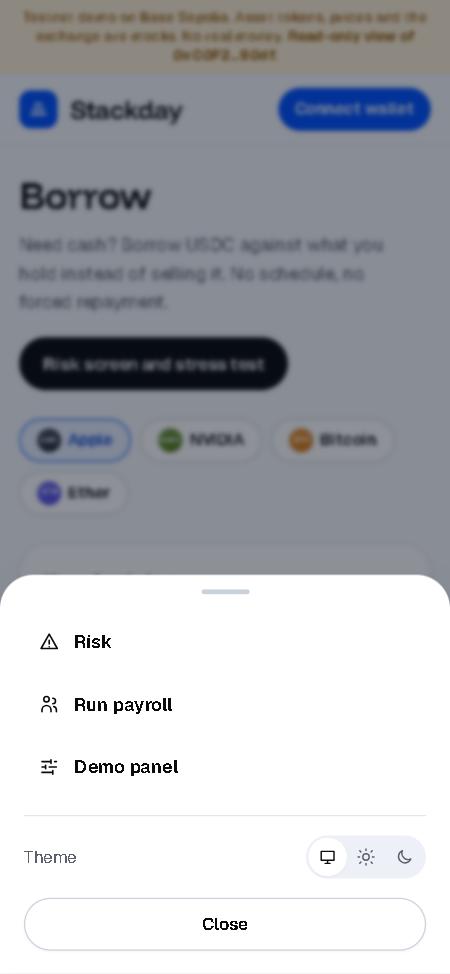 Testnet demo on Base Sepolia. Asset tokens, prices and the
exchange are mocks. No real money. Read-only view of
Stackday
Connect wallet
Borrow
Need cash? Borrow USDC against what you
hold instead of selling it. No schedule, no
forced repayment.
Risk screen and stress test
Apple
NVIDIA
Bitcoin
Ether
Risk
Run payroll
Demo panel
Theme
Close